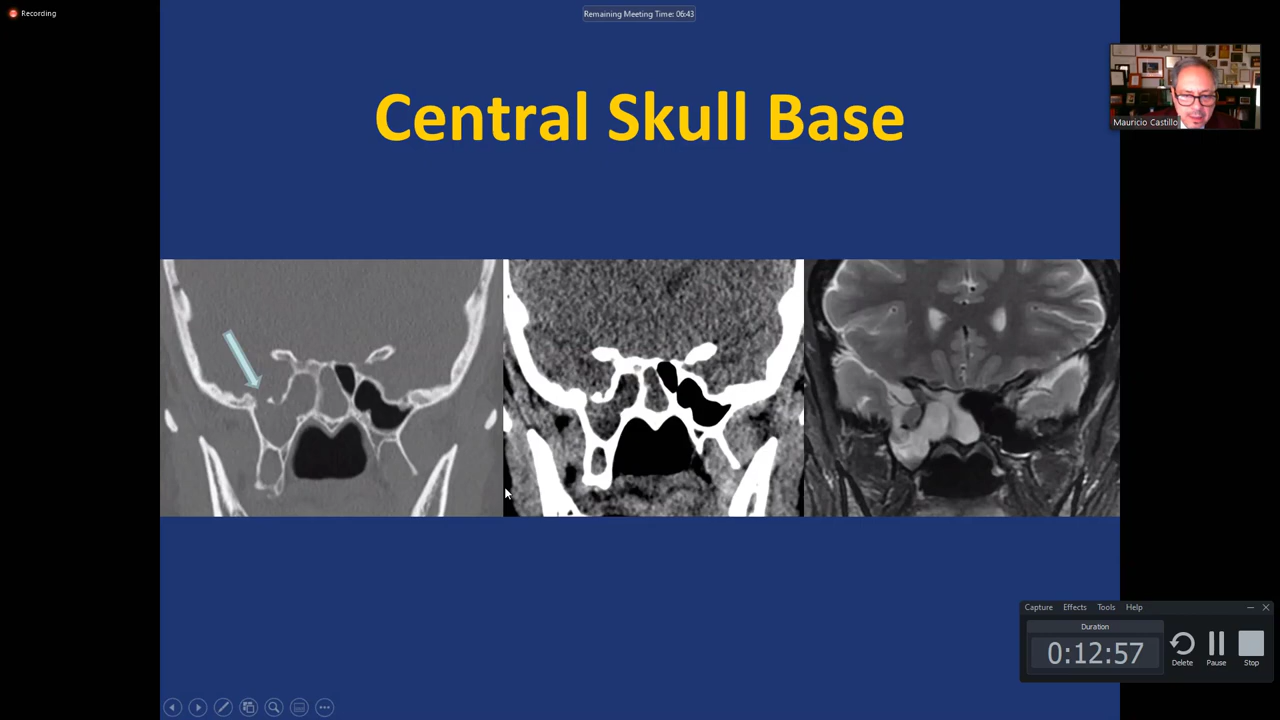 Recording
Remaining Meeting Time: 06:43
Central Skull Base
Mauricio Castillo
Capture Effects Tools Help
Duration
0:12:57
Delete Pause Stop